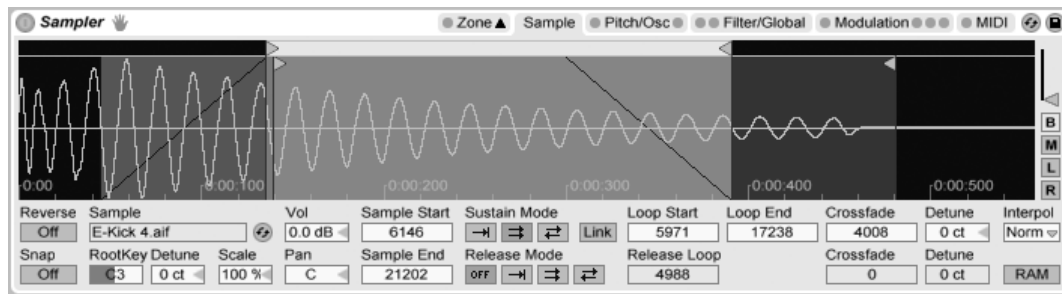 Sampler Zone Sample Pitch/Osc Filter/Global Modulation MIDI
B
M
L
R
0:00 0:00:100 0:00:200 0:00:300 0:00:400 0:00:500
Reverse Sample Vol Sample Start Sustain Mode Loop Start Loop End Crossfade Detune Interpol
Off E-Kick 4.aif 0.0 dB 6146 Link 5971 17238 4008 0 ct Norm
Snap RootKey Detune Scale Pan Sample End Release Mode Release Loop Crossfade Detune
Off C3 0 ct 100 % C 21202 OFF 4988 0 0 ct RAM